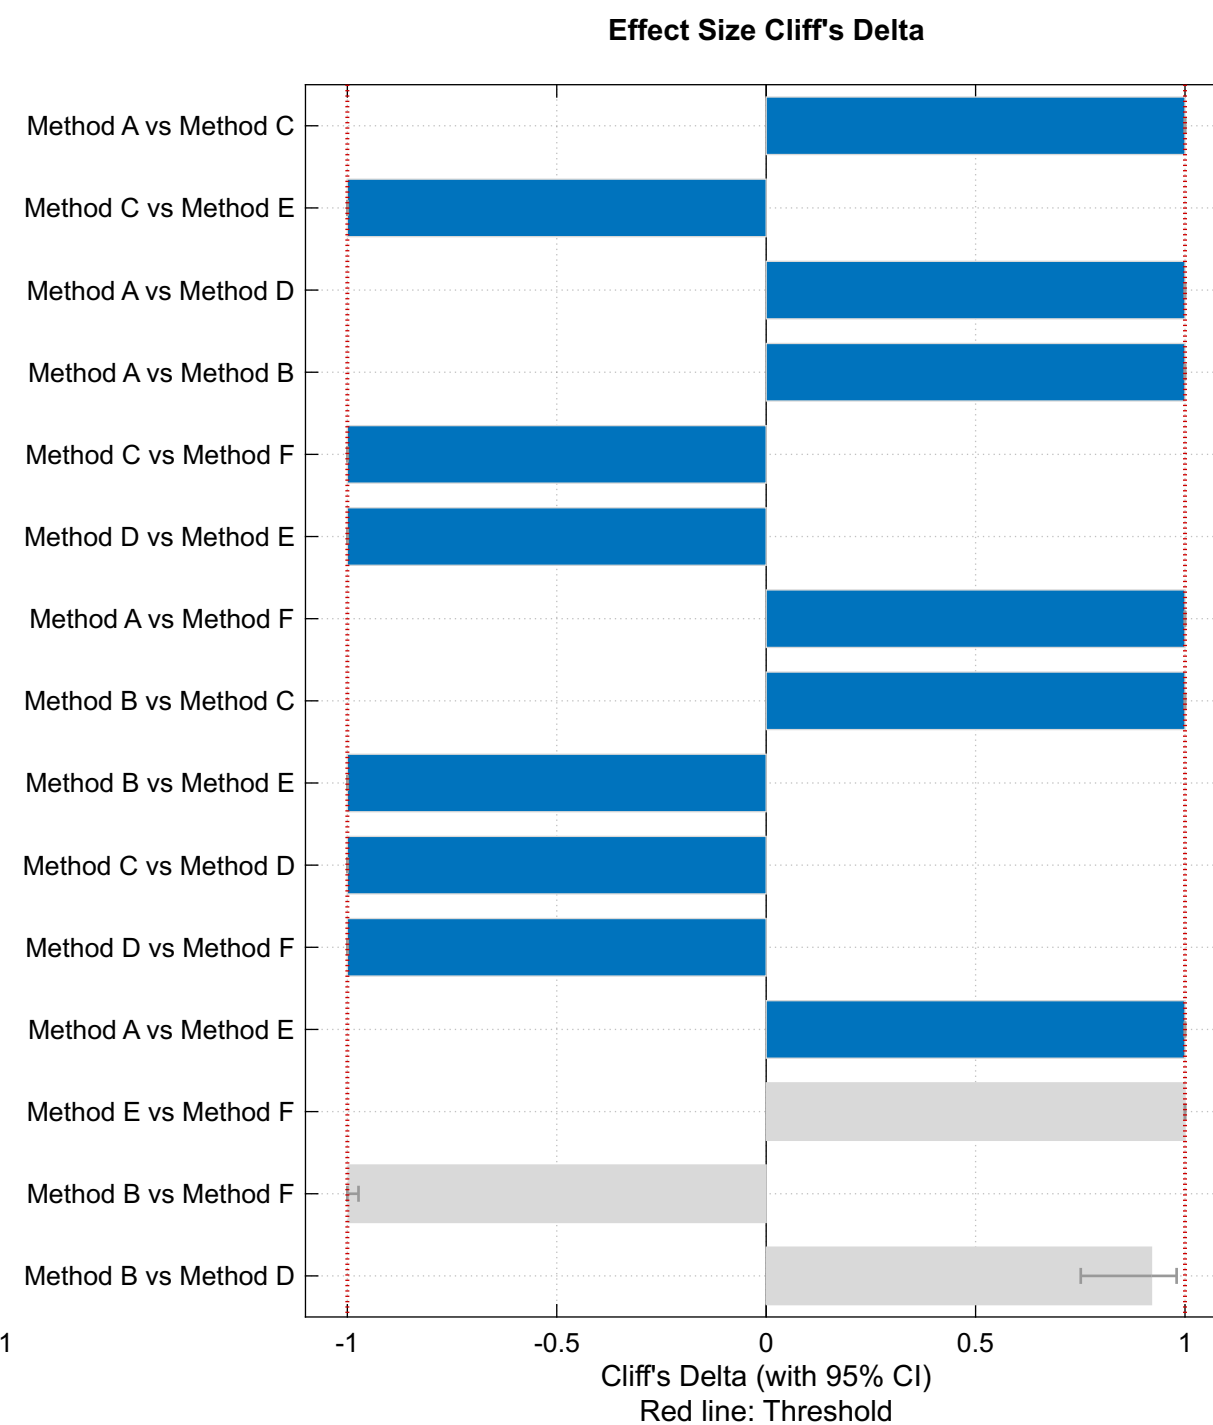 Effect Size Cliff's Delta
Method A vs Method C
Method C vs Method E
Method A vs Method D
Method A vs Method B
Method C vs Method F
Method D vs Method E
Method A vs Method F
Method B vs Method C
Method B vs Method E
Method C vs Method D
Method D vs Method F
Method A vs Method E
Method E vs Method F
Method B vs Method F
Method B vs Method D
1 -1 -0.5 0 0.5 1
Cliff's Delta (with 95% CI)
Red line: Threshold